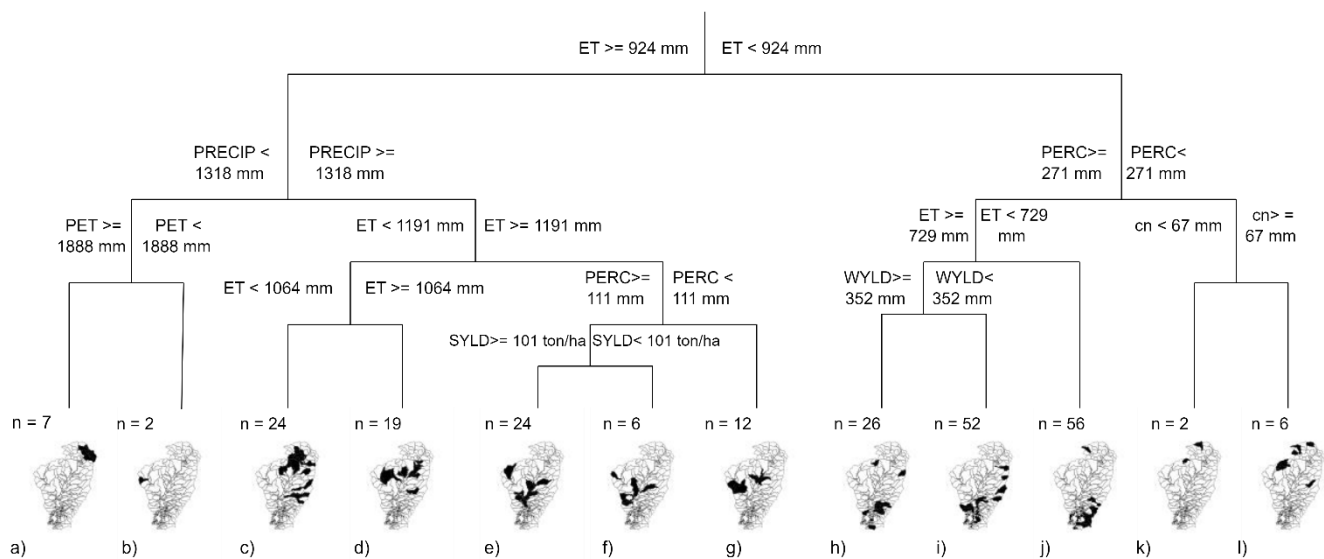 ET >= 924 mm
ET < 924 mm
PRECIP <
1318 mm
PRECIP >=
1318 mm
PERC>=
271 mm
PERC<
271 mm
PET >=
1888 mm
PET <
1888 mm
ET < 1191 mm
ET >= 1191 mm
ET >=
729 mm
ET < 729
mm
cn < 67 mm
cn> =
67 mm
ET < 1064 mm
ET >= 1064 mm
PERC>=
111 mm
PERC <
111 mm
WYLD>=
352 mm
WYLD<
352 mm
SYLD>= 101 ton/ha
SYLD< 101 ton/ha
n = 7
n = 2
n = 24
n = 19
n = 24
n = 6
n = 12
n = 26
n = 52
n = 56
n = 2
n = 6
a)
b)
c)
d)
e)
f)
g)
h)
i)
j)
k)
l)